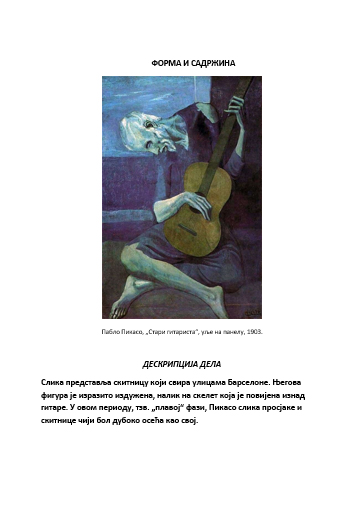 ФОРМА И САДРЖИНА
Пабло Пикасо, „Стари гитариста“, уље на панелу, 1903.
ДЕСКРИПЦИЈА ДЕЛА
Слика представља скитницу који свира улицама Барселоне. Његова
фигура је изразито издужена, налик на скелет која је повијена изнад
гитаре. У овом периоду, тзв. „плавој“ фази, Пикасо слика просјаке и
скитнице чији бол дубоко осећа као свој.